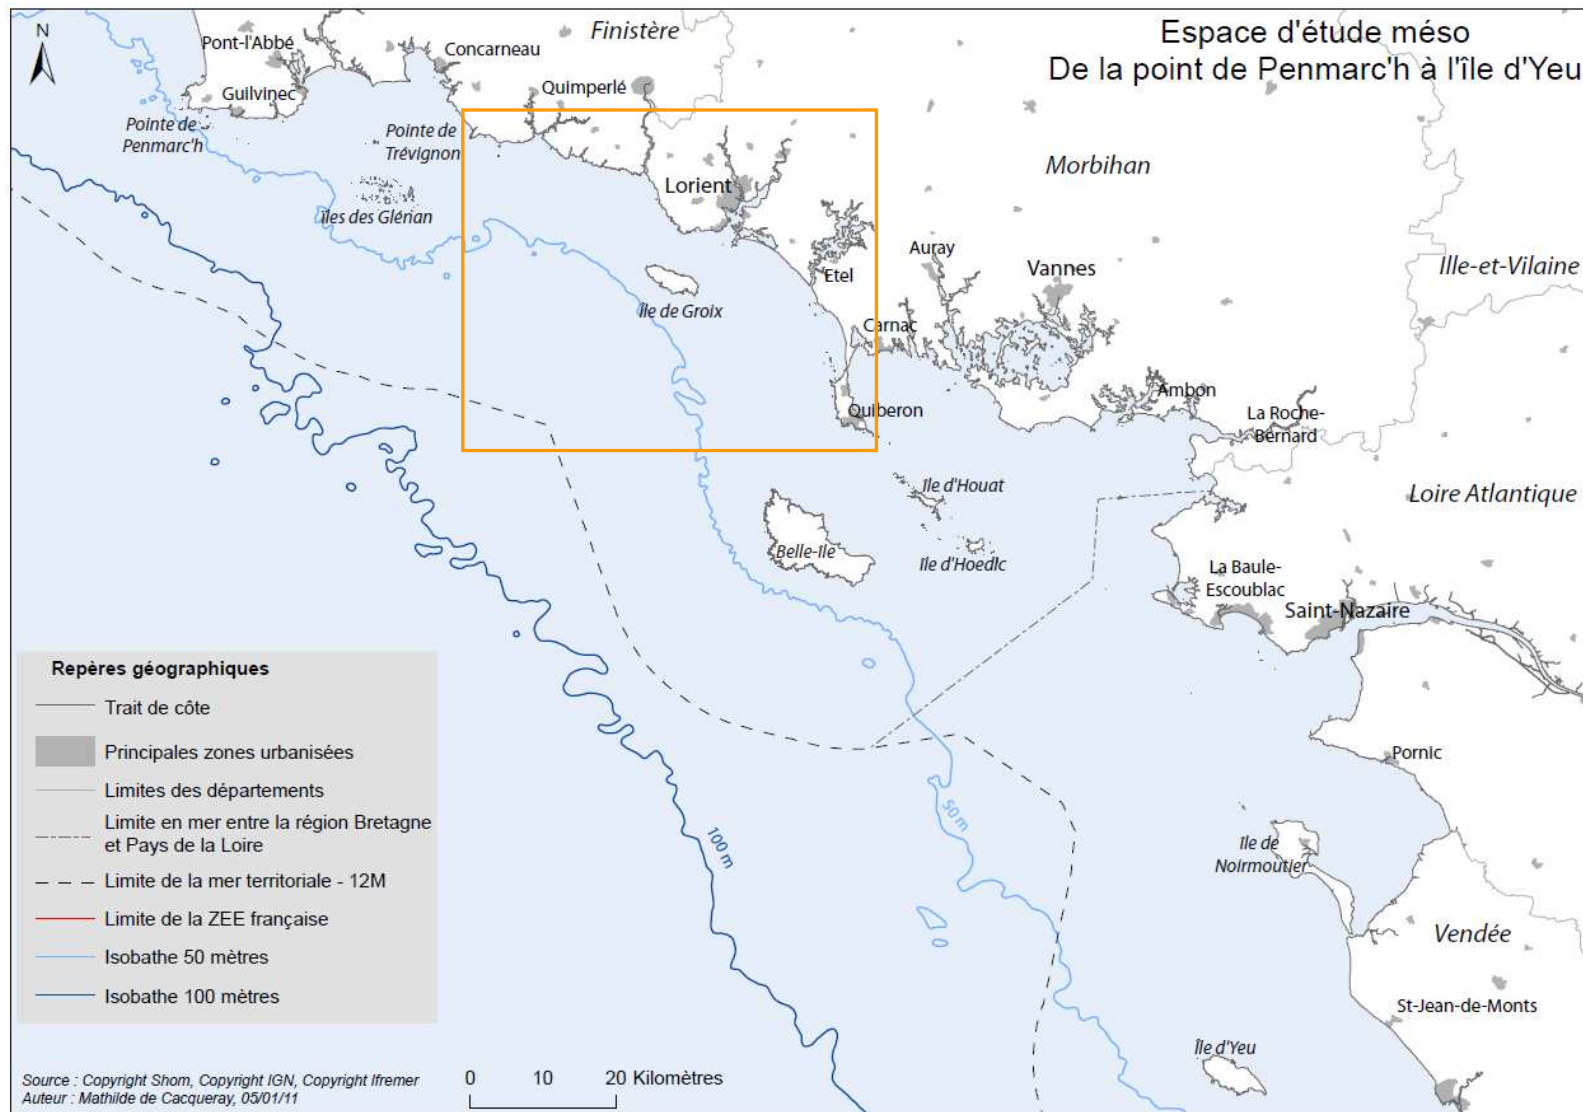 Espace d'étude méso
De la point de Penmarc'h à l'île d'Yeu
N
Finistère
Pont-l'Abbé
Concarneau
Guilvinec
Quimperlé
Pointe de
Penmarc'h
Pointe de
Trévignon
Morbihan
Lorient
îles des Glénan
Auray
Vannes
Ille-et-Vilaine
Etel
Île de Groix
Carnac
Ambon
Quiberon
La Roche-
Bernard
Ile d'Houat
Loire Atlantique
Belle-Ile
Ile d'Hoedic
La Baule-
Escoublac
Saint-Nazaire
Repères géographiques
Trait de côte
Principales zones urbanisées
Limites des départements
Limite en mer entre la région Bretagne
et Pays de la Loire
Limite de la mer territoriale - 12M
Limite de la ZEE française
Isobathe 50 mètres
Isobathe 100 mètres
Pornic
50 m
100 m
Ile de
Noirmoutier
Vendée
St-Jean-de-Monts
Île d'Yeu
Source : Copyright Shom, Copyright IGN, Copyright Ifremer
Auteur : Mathilde de Cacqueray, 05/01/11
0 10 20 Kilomètres